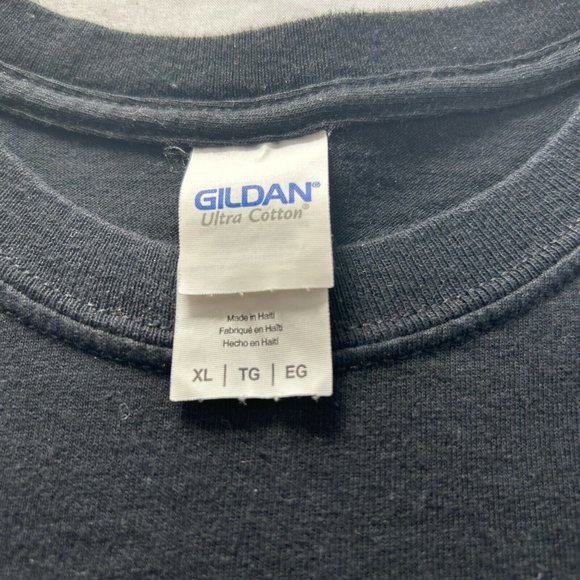 GILDAN®
Ultra Cotton®
Made in Haiti
Fabriqué en Haïti
Hecho en Haití
XL | TG | EG